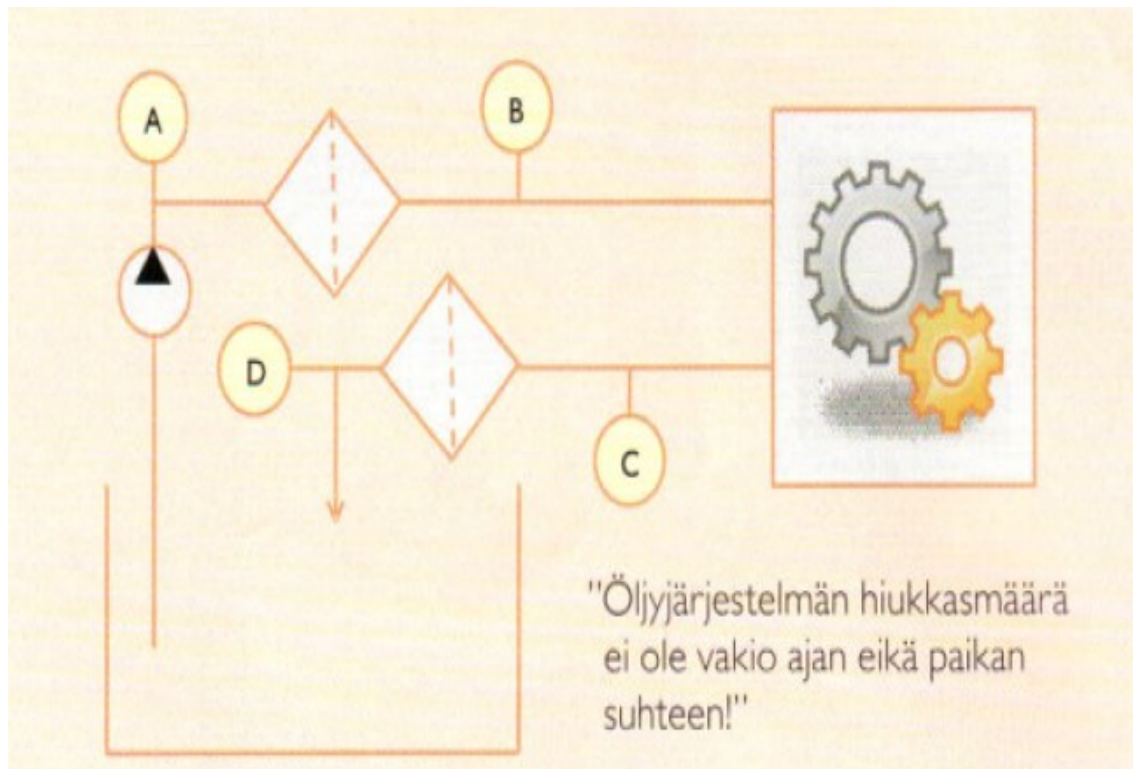 A
B
D
C
"Öljyjärjestelmän hiukkasmäärä
ei ole vakio ajan eikä paikan
suhteen!"